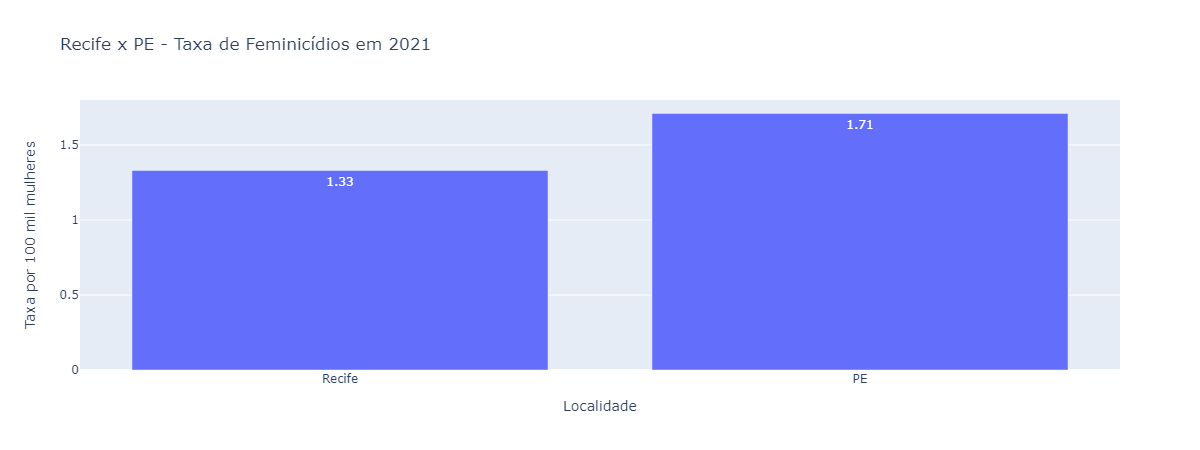 Recife x PE - Taxa de Feminicídios em 2021
Taxa por 100 mil mulheres
1.5
1
0.5
0
1.33
1.71
Recife
PE
Localidade